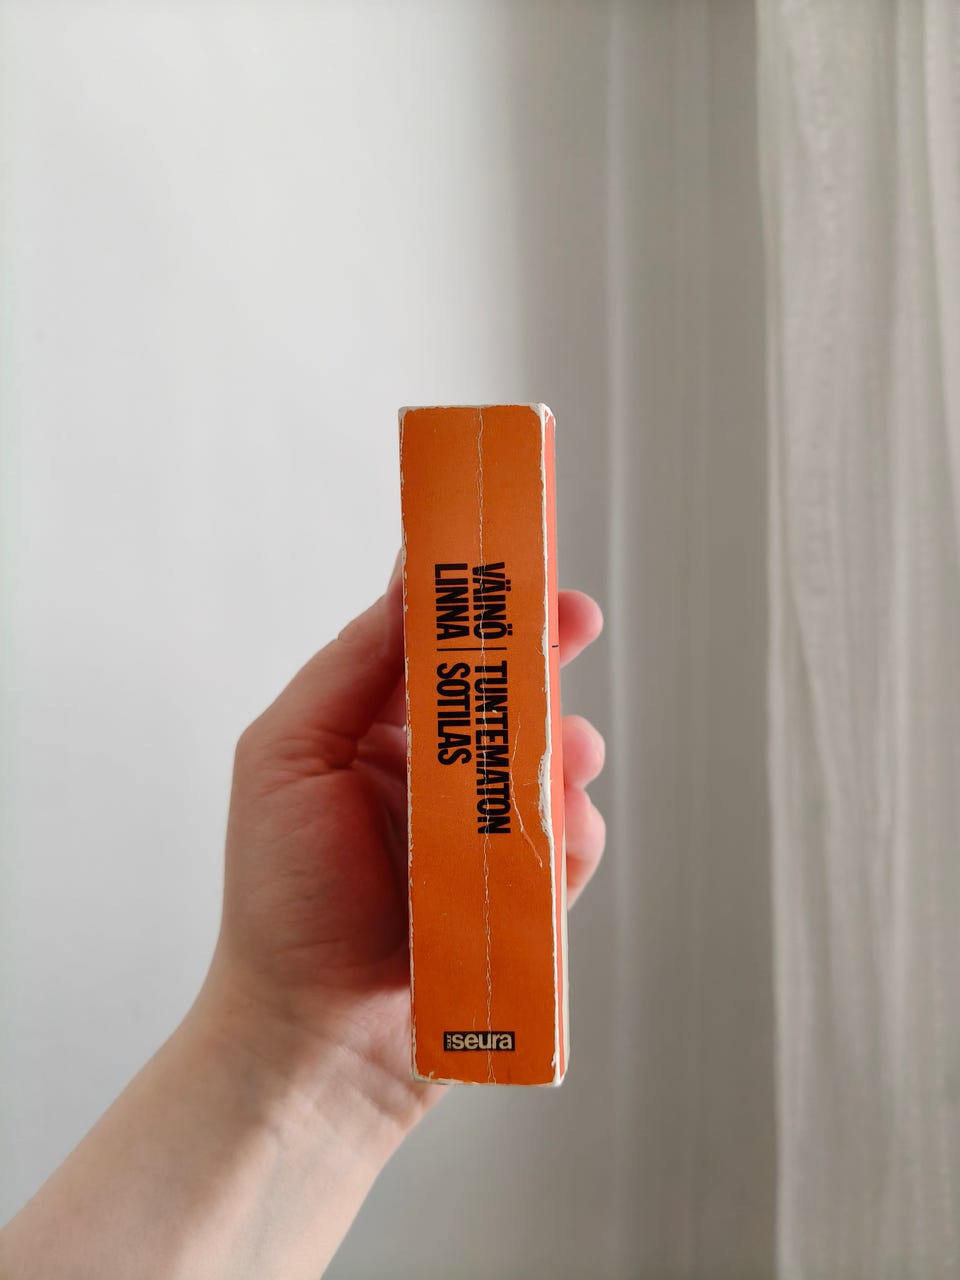 VÄINÖ | TUNTEMATON
LINNA | SOTILAS
seura